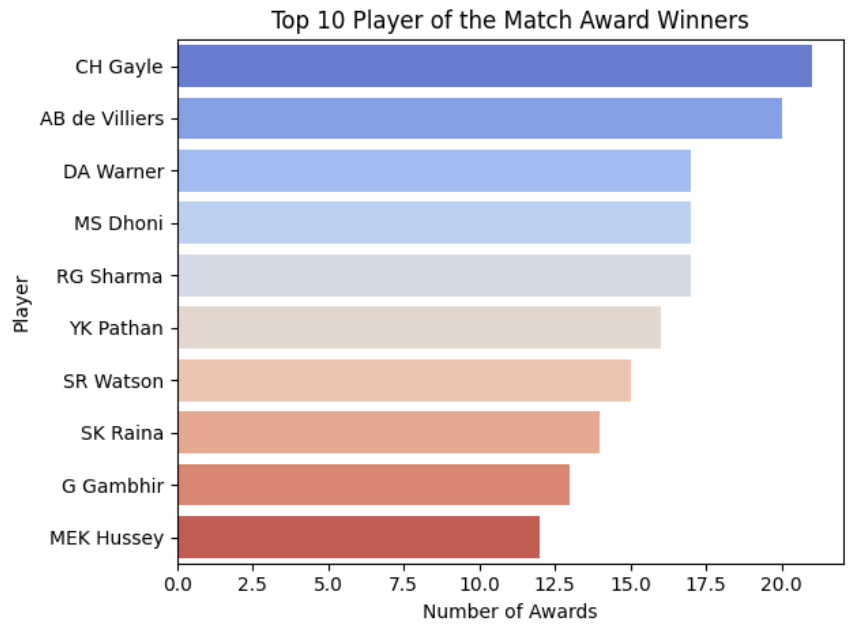 Top 10 Player of the Match Award Winners
Player
CH Gayle
AB de Villiers
DA Warner
MS Dhoni
RG Sharma
YK Pathan
SR Watson
SK Raina
G Gambhir
MEK Hussey
0.0 2.5 5.0 7.5 10.0 12.5 15.0 17.5 20.0
Number of Awards